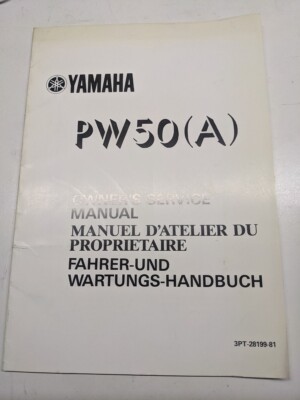 YAMAHA
PW50(A)
OWNER'S SERVICE
MANUAL
MANUEL D'ATELIER DU
PROPRIETAIRE
FAHRER-UND
WARTUNGS-HANDBUCH
3PT-28199-81